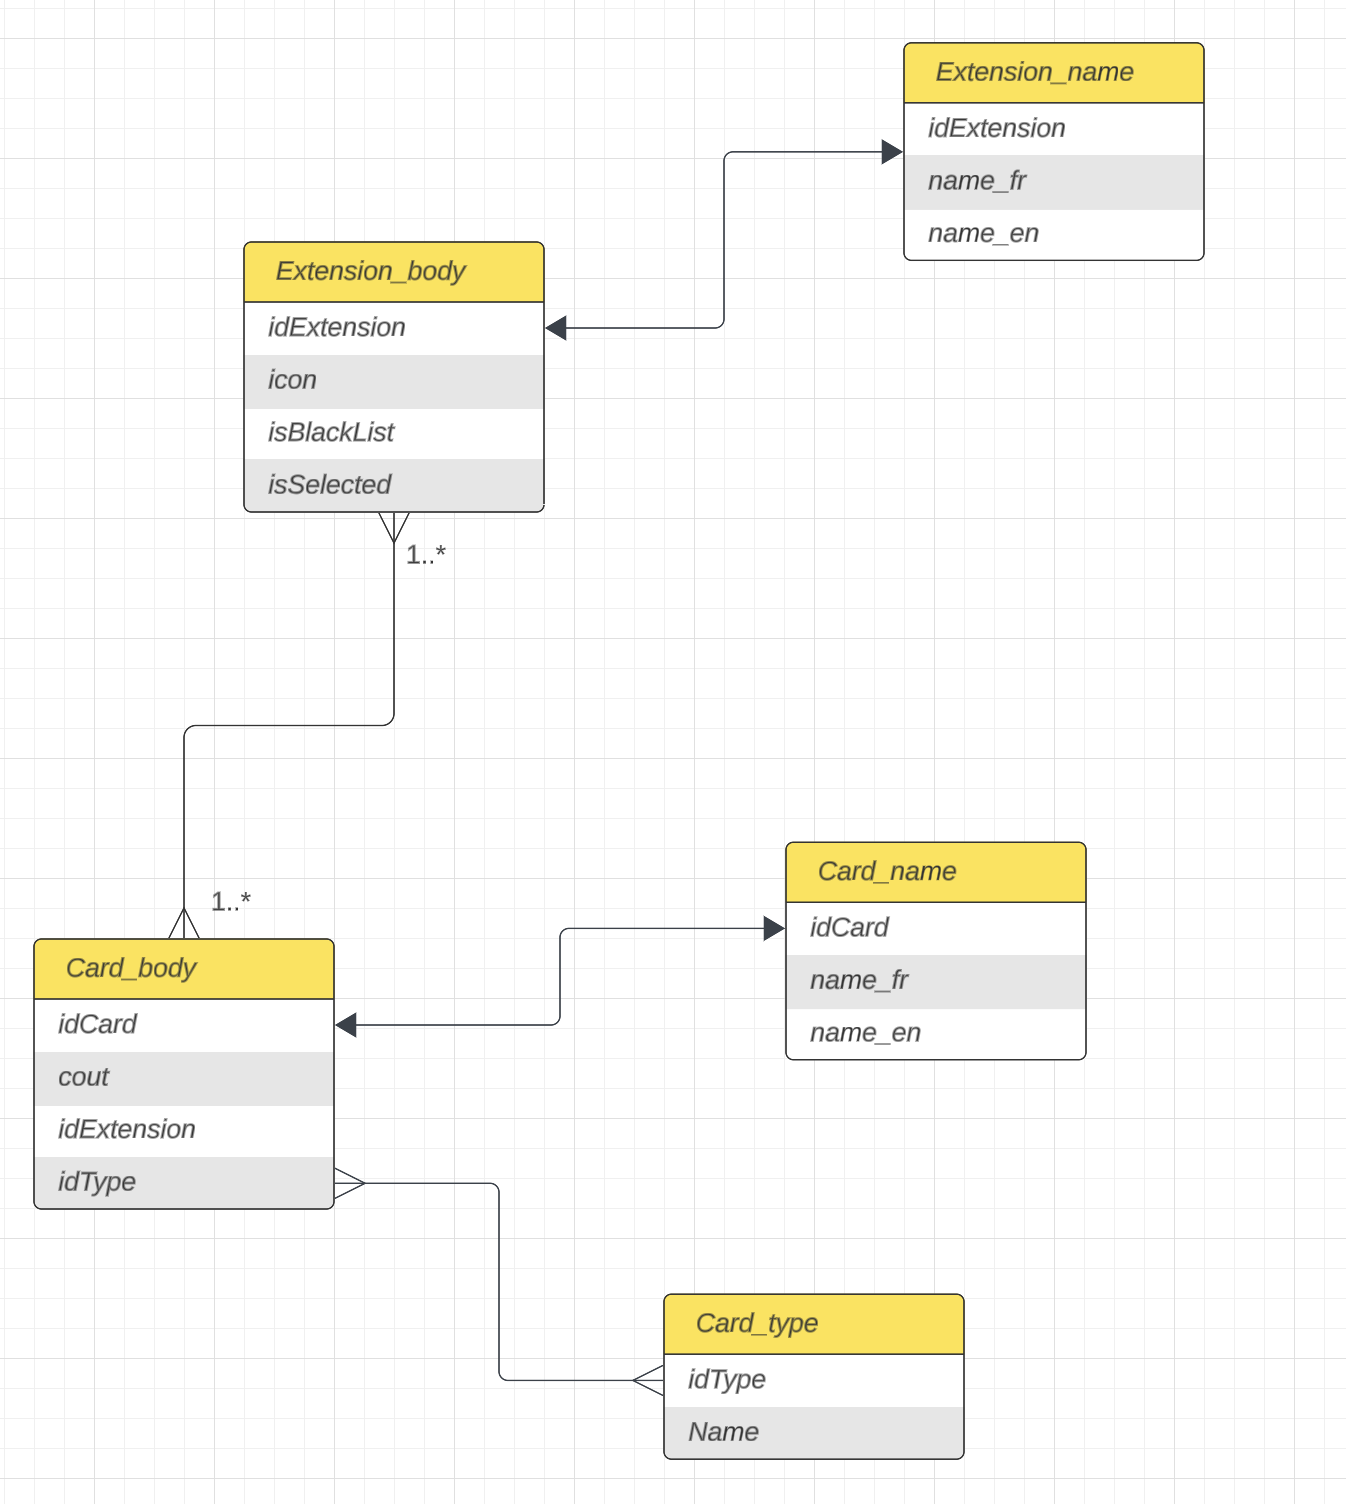 Extension_name
idExtension
name_fr
name_en
Extension_body
idExtension
icon
isBlackList
isSelected
1..*
1..*
Card_name
idCard
name_fr
name_en
Card_body
idCard
cout
idExtension
idType
Card_type
idType
Name